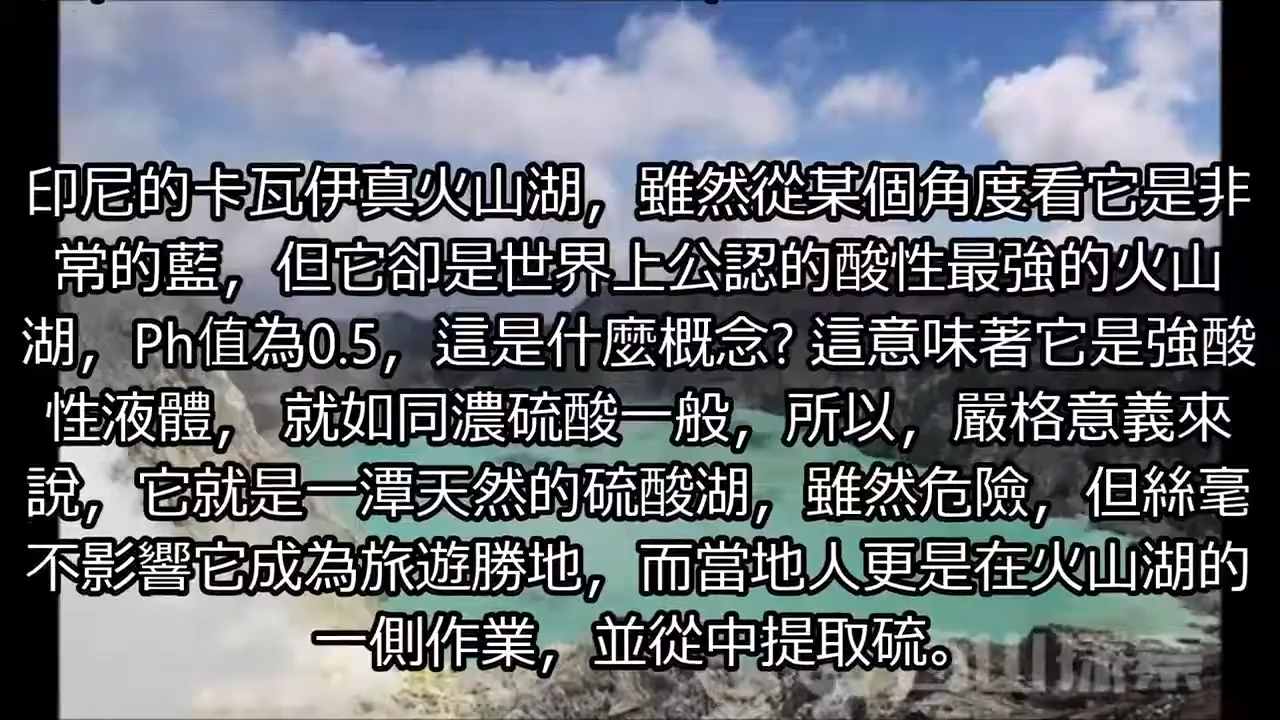 印尼的卡瓦伊真火山湖，雖然從某個角度看它是非
常的藍，但它卻是世界上公認的酸性最強的火山
湖，Ph值為0.5，這是什麼概念? 這意味著它是強酸
性液體， 就如同濃硫酸一般，所以，嚴格意義來
說，它就是一潭天然的硫酸湖，雖然危險，但絲毫
不影響它成為旅遊勝地，而當地人更是在火山湖的
一側作業，並從中提取硫。